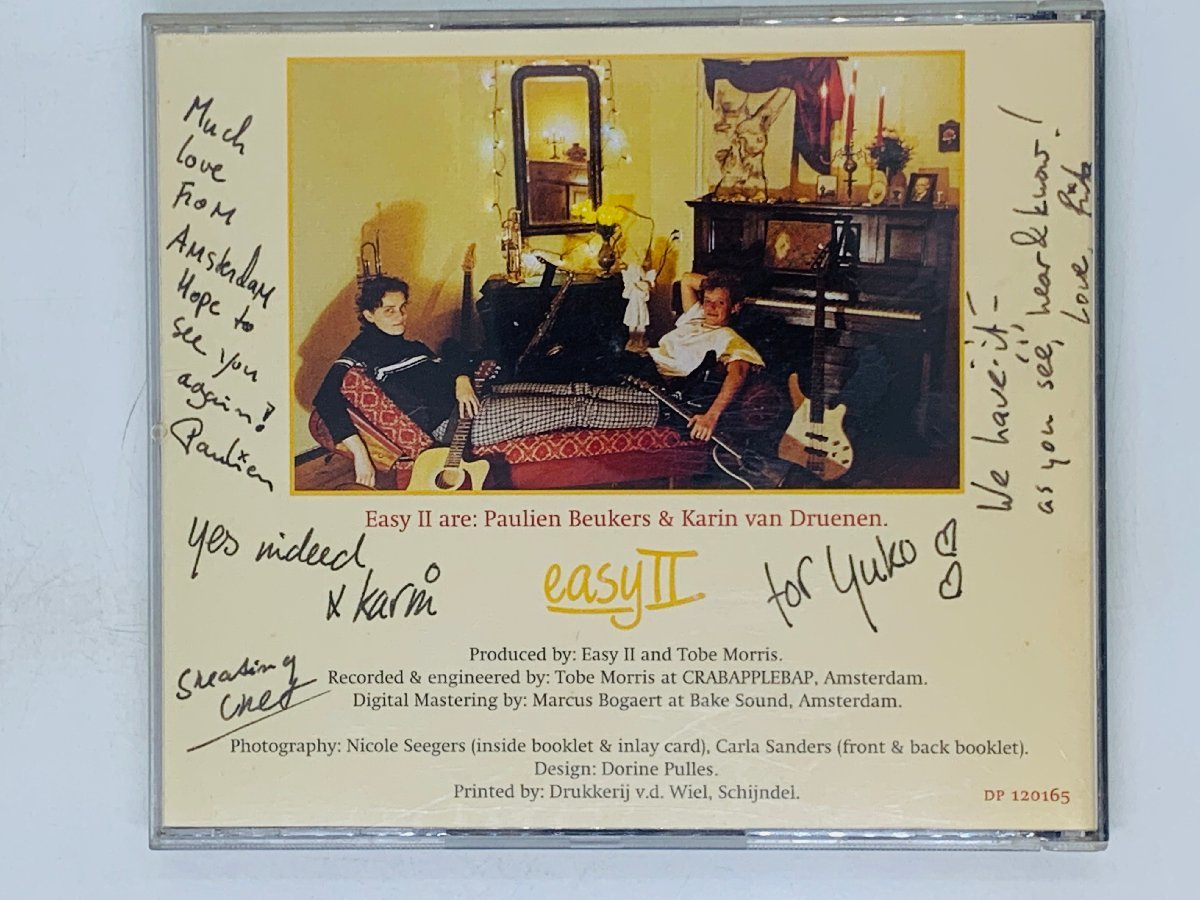 Much
love
From
Amsterdam
Hope to
see you
again!
Paulien
We have it -
as you see, hear & know!
Love,
Easy II are: Paulien Beukers & Karin van Druenen.
Yes indeed
x Karin
easy II
for Yuko
Produced by: Easy II and Tobe Morris.
Recorded & engineered by: Tobe Morris at CRABAPPLEBAP, Amsterdam.
Digital Mastering by: Marcus Bogaert at Bake Sound, Amsterdam.
Photography: Nicole Seegers (inside booklet & inlay card), Carla Sanders (front & back booklet).
Design: Dorine Pulles.
Printed by: Drukkerij v.d. Wiel, Schijndel.
DP 120165